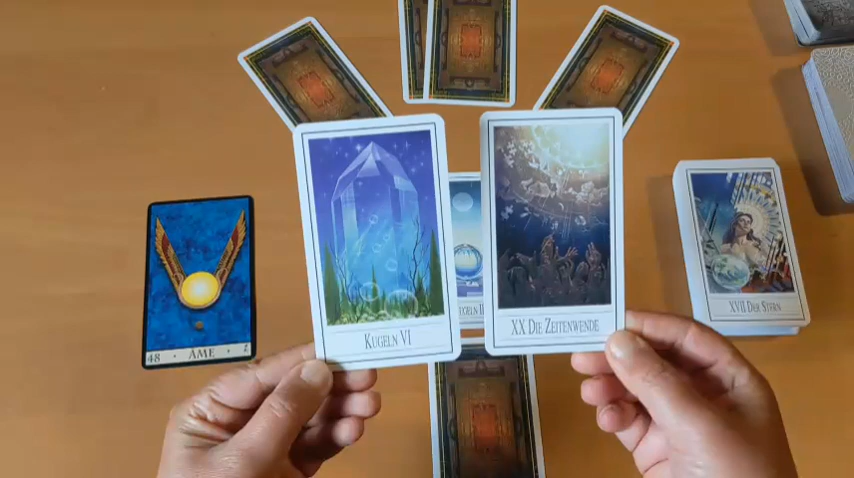 KUGELN VI
XX DIE ZEITENWENDE
XVII DER STERN
48 • ÂME • 2